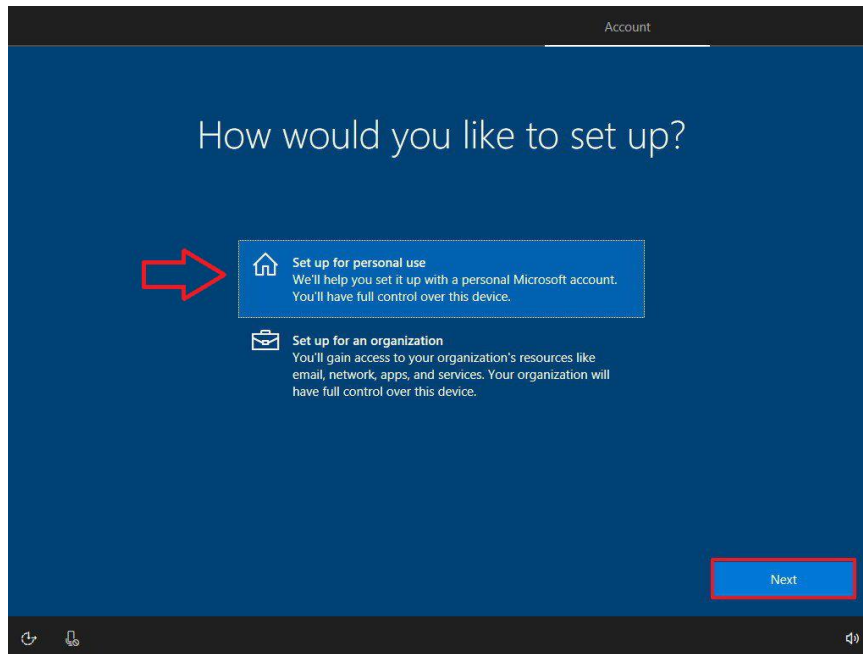 Account
How would you like to set up?
Set up for personal use
We'll help you set it up with a personal Microsoft account.
You'll have full control over this device.
Set up for an organization
You'll gain access to your organization's resources like
email, network, apps, and services. Your organization will
have full control over this device.
Next